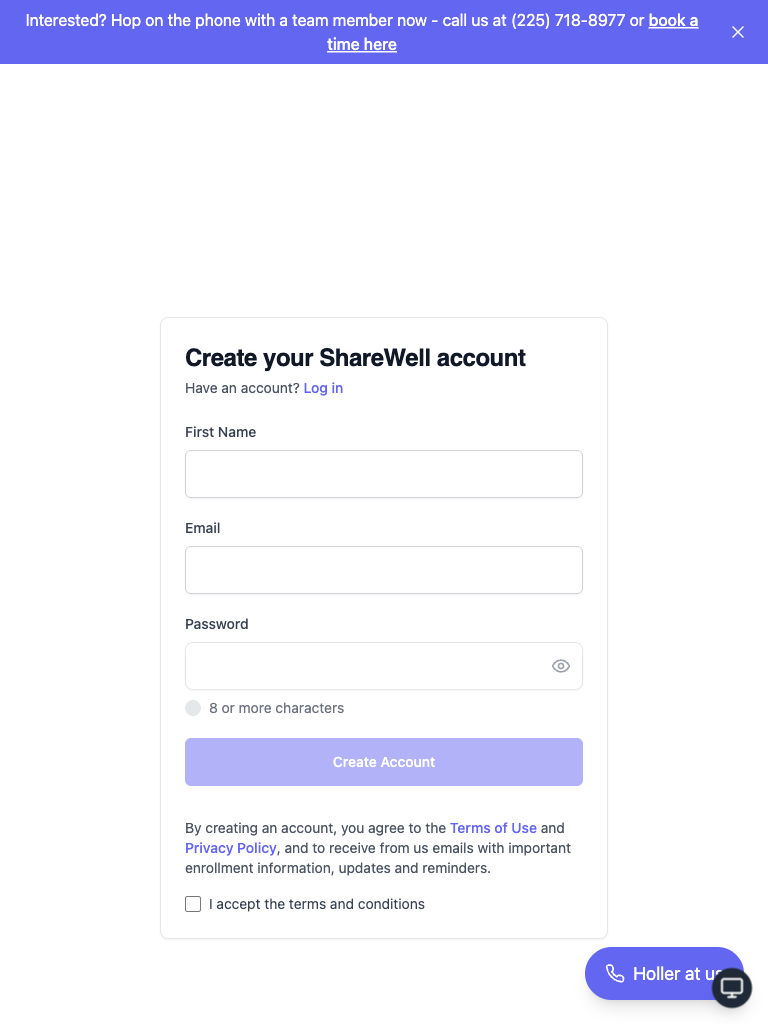 Interested? Hop on the phone with a team member now - call us at (225) 718-8977 or book a
time here
Create your ShareWell account
Have an account? Log in
First Name
Email
Password
8 or more characters
Create Account
By creating an account, you agree to the Terms of Use and
Privacy Policy, and to receive from us emails with important
enrollment information, updates and reminders.
I accept the terms and conditions
Holler at us